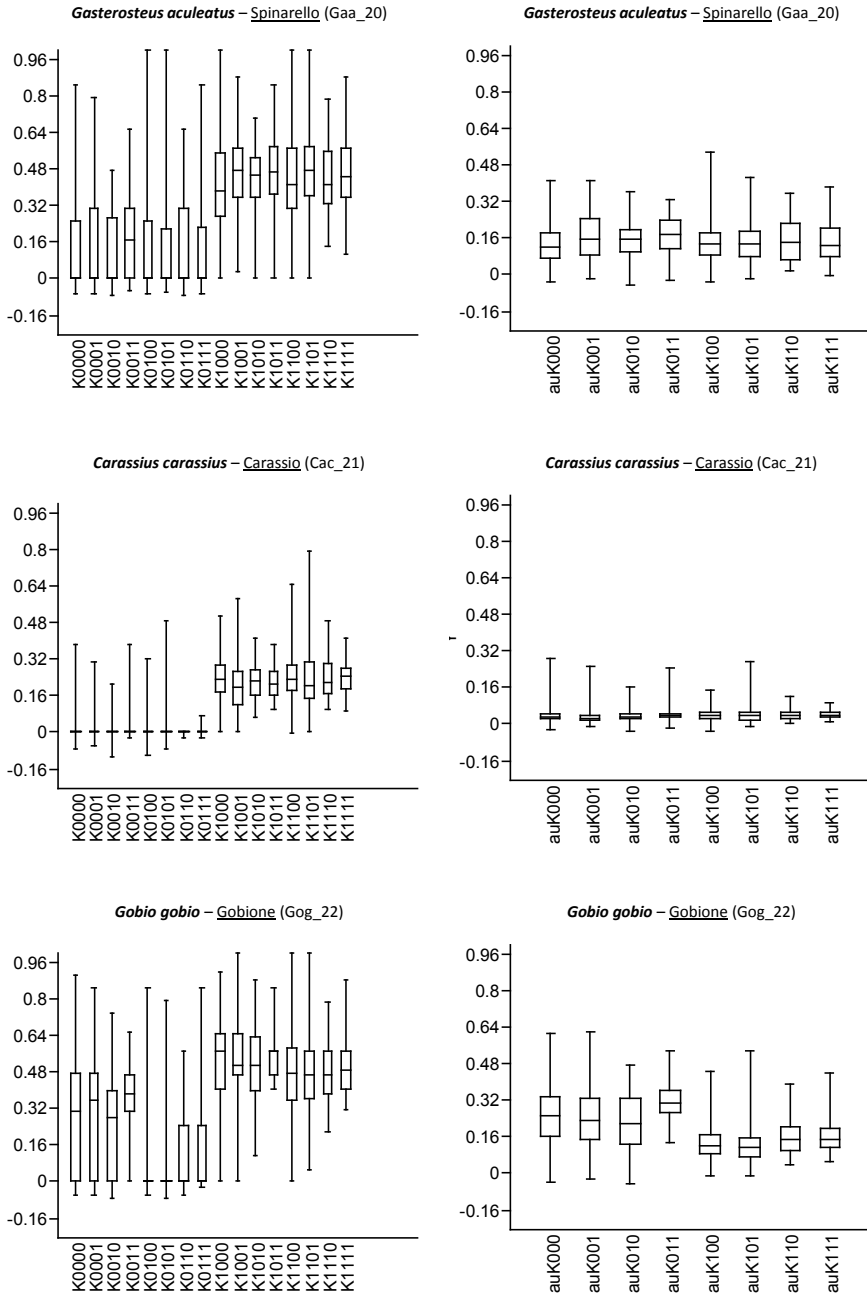 Gasterosteus aculeatus – Spinarello (Gaa_20)
0.96
0.8
0.64
0.48
0.32
0.16
0
-0.16
K0000
K0001
K0010
K0011
K0100
K0101
K0110
K0111
K1000
K1001
K1010
K1011
K1100
K1101
K1110
K1111
Gasterosteus aculeatus – Spinarello (Gaa_20)
0.96
0.8
0.64
0.48
0.32
0.16
0
-0.16
auK000
auK001
auK010
auK011
auK100
auK101
auK110
auK111
Carassius carassius – Carassio (Cac_21)
0.96
0.8
0.64
0.48
0.32
0.16
0
-0.16
K0000
K0001
K0010
K0011
K0100
K0101
K0110
K0111
K1000
K1001
K1010
K1011
K1100
K1101
K1110
K1111
Carassius carassius – Carassio (Cac_21)
0.96
0.8
0.64
0.48
0.32
0.16
0
-0.16
auK000
auK001
auK010
auK011
auK100
auK101
auK110
auK111
Gobio gobio – Gobione (Gog_22)
0.96
0.8
0.64
0.48
0.32
0.16
0
-0.16
K0000
K0001
K0010
K0011
K0100
K0101
K0110
K0111
K1000
K1001
K1010
K1011
K1100
K1101
K1110
K1111
Gobio gobio – Gobione (Gog_22)
0.96
0.8
0.64
0.48
0.32
0.16
0
-0.16
auK000
auK001
auK010
auK011
auK100
auK101
auK110
auK111